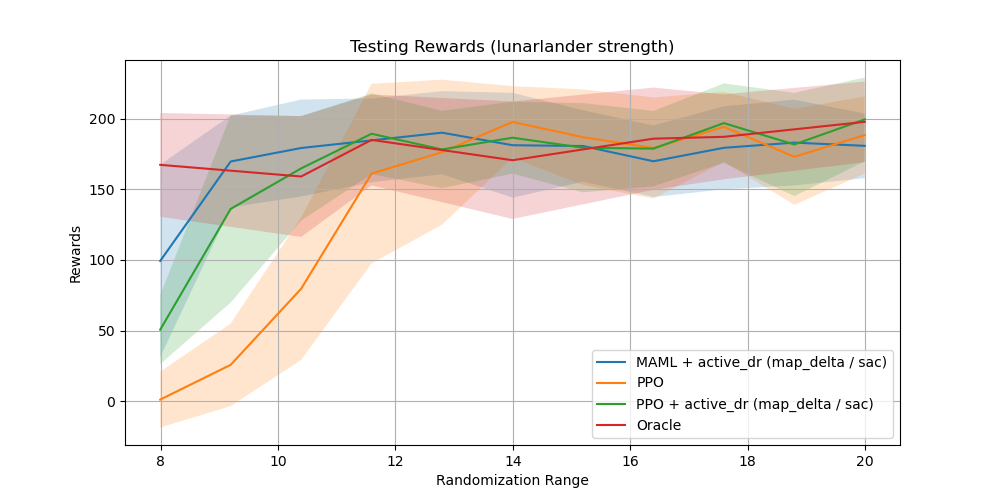 Testing Rewards (lunarlander strength)
Rewards
200
150
100
50
0
8 10 12 14 16 18 20
Randomization Range
MAML + active_dr (map_delta / sac)
PPO
PPO + active_dr (map_delta / sac)
Oracle